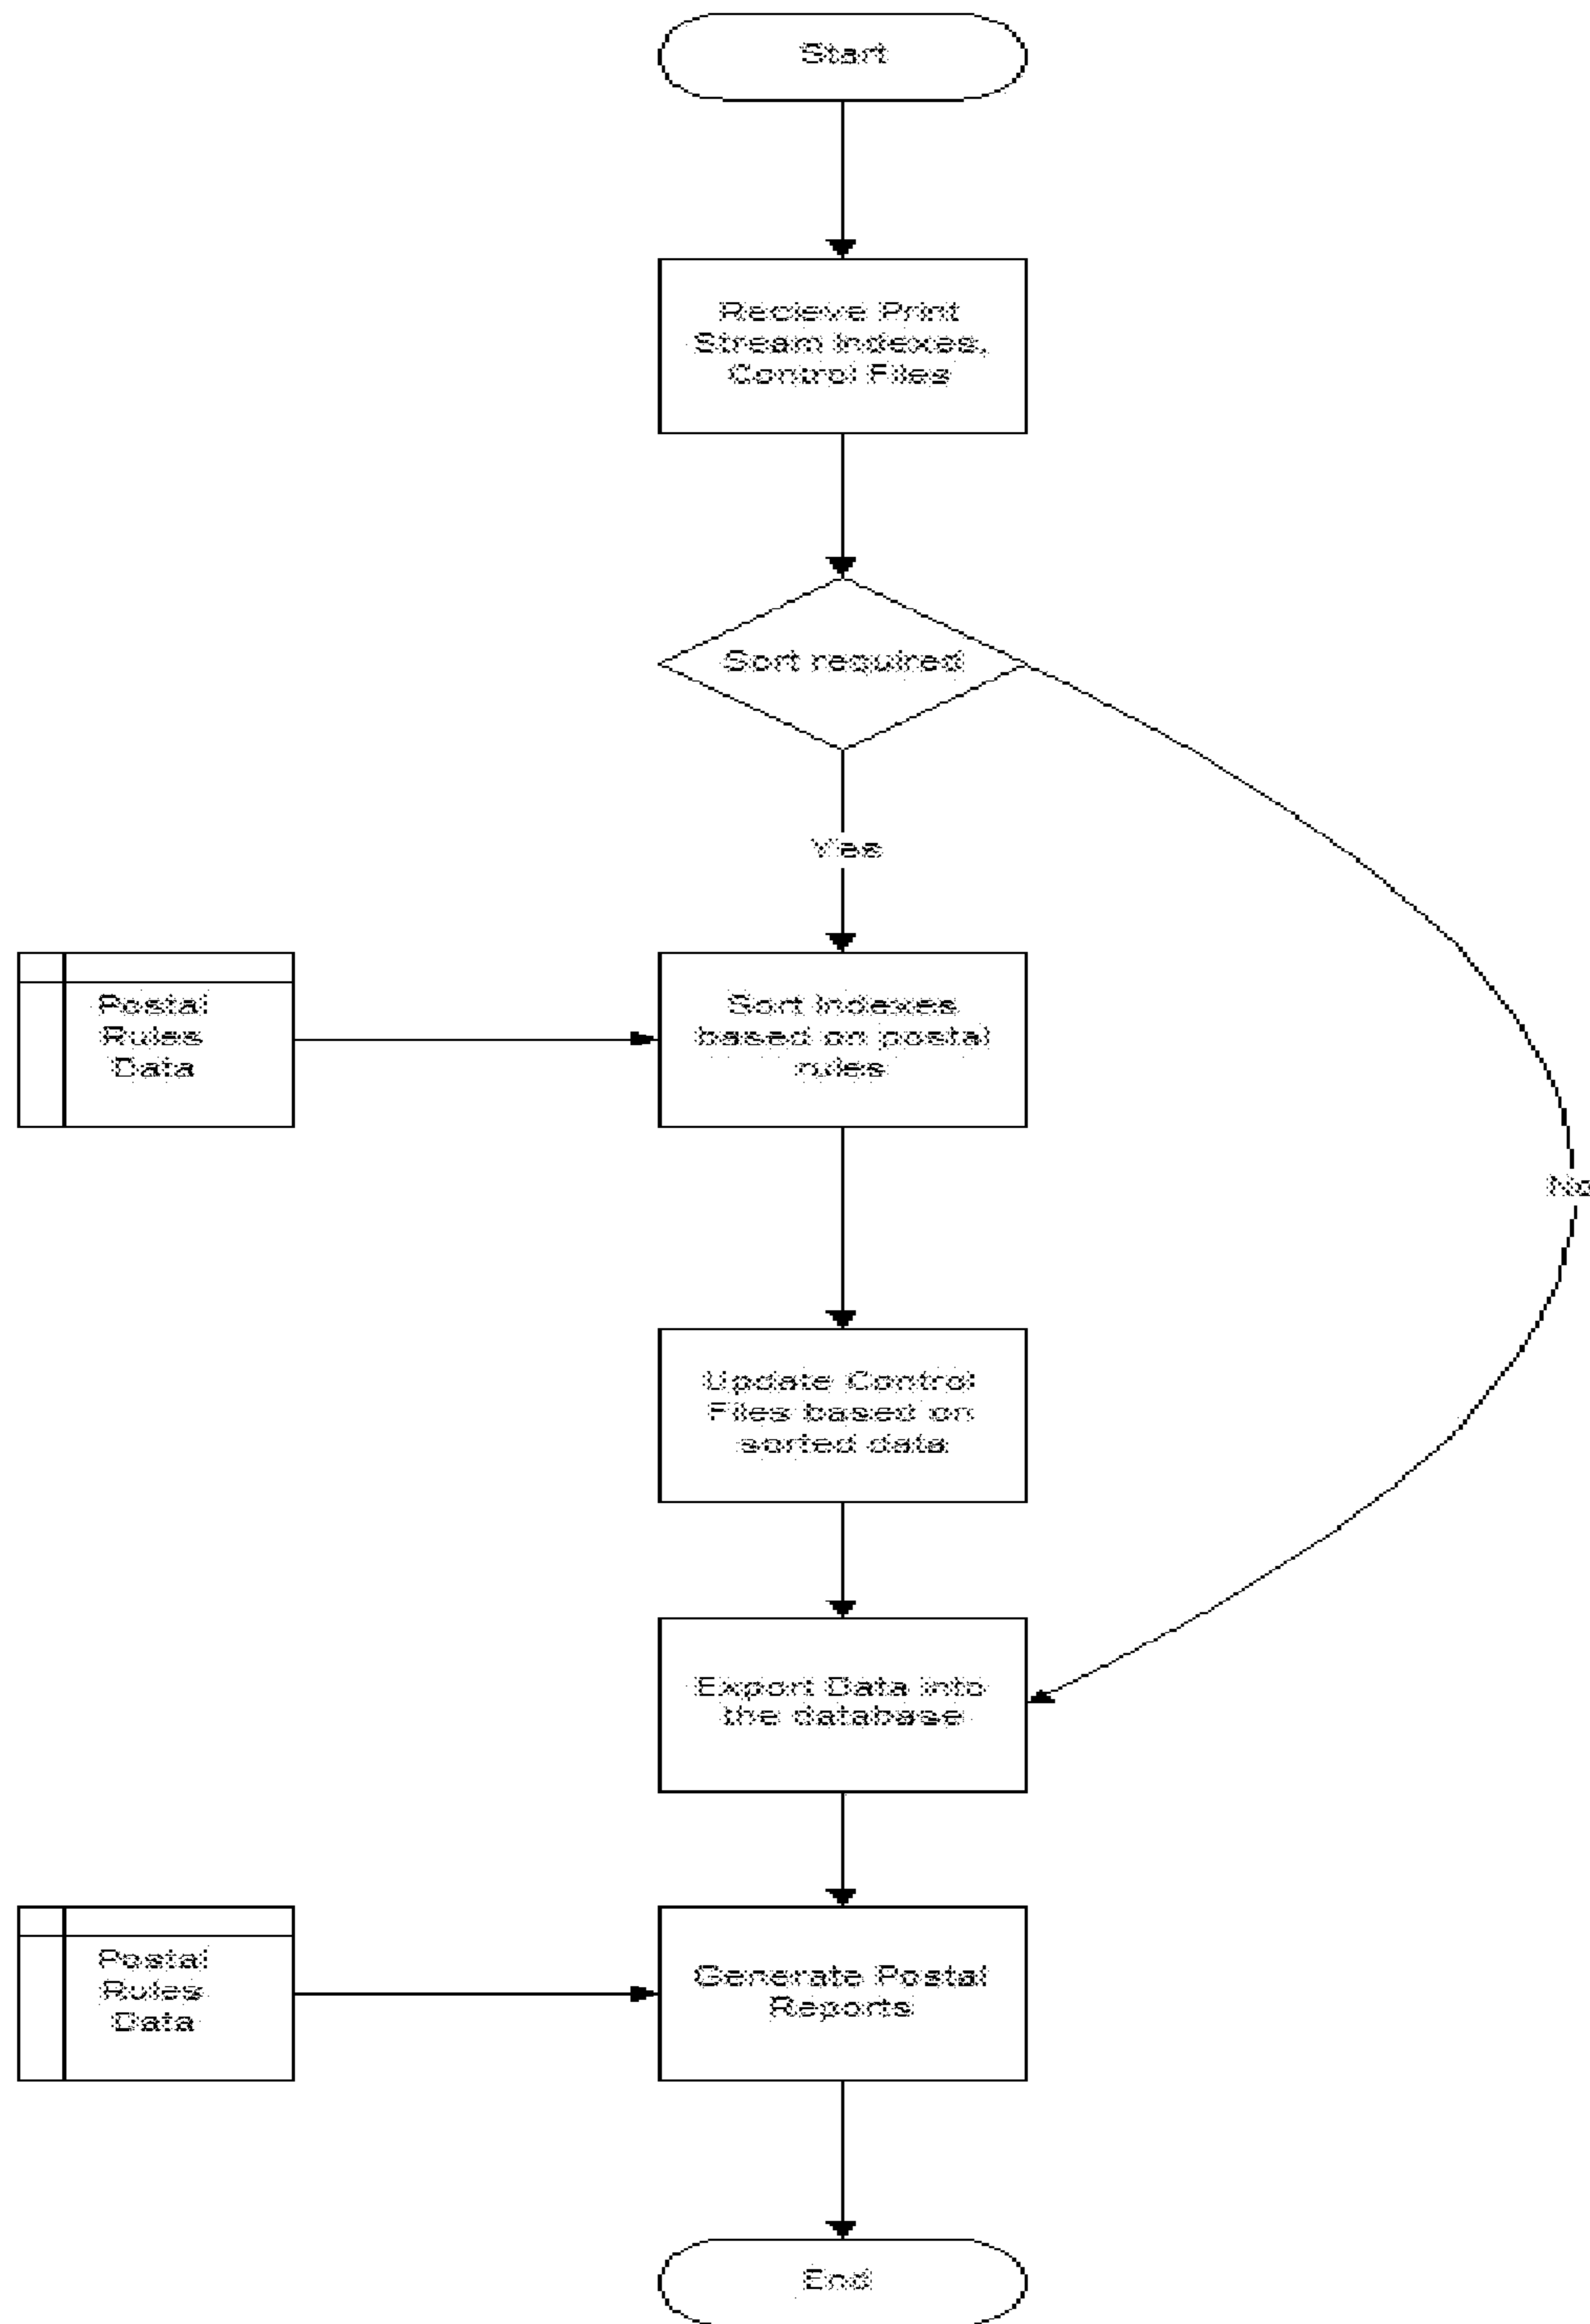 Start
Recieve Print
Stream Indexes,
Control Files
Sort required
Yes
Postal
Rules
Data
Sort Indexes
based on postal
rules
No
Update Control
Files based on
sorted data
Export Data into
the database
Postal
Rules
Data
Generate Postal
Reports
End